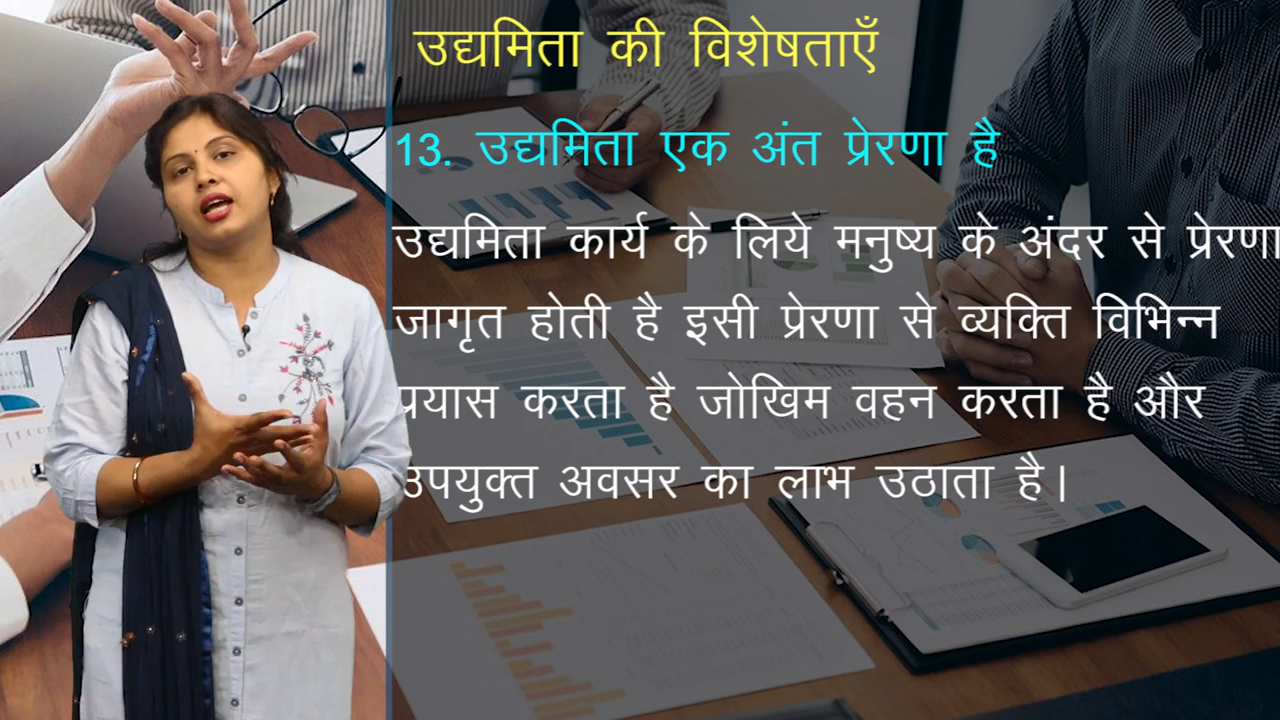 उद्यमिता की विशेषताएँ
13. उद्यमिता एक अंत प्रेरणा है
उद्यमिता कार्य के लिये मनुष्य के अंदर से प्रेरणा
जागृत होती है इसी प्रेरणा से व्यक्ति विभिन्न
प्रयास करता है जोखिम वहन करता है और
उपयुक्त अवसर का लाभ उठाता है।